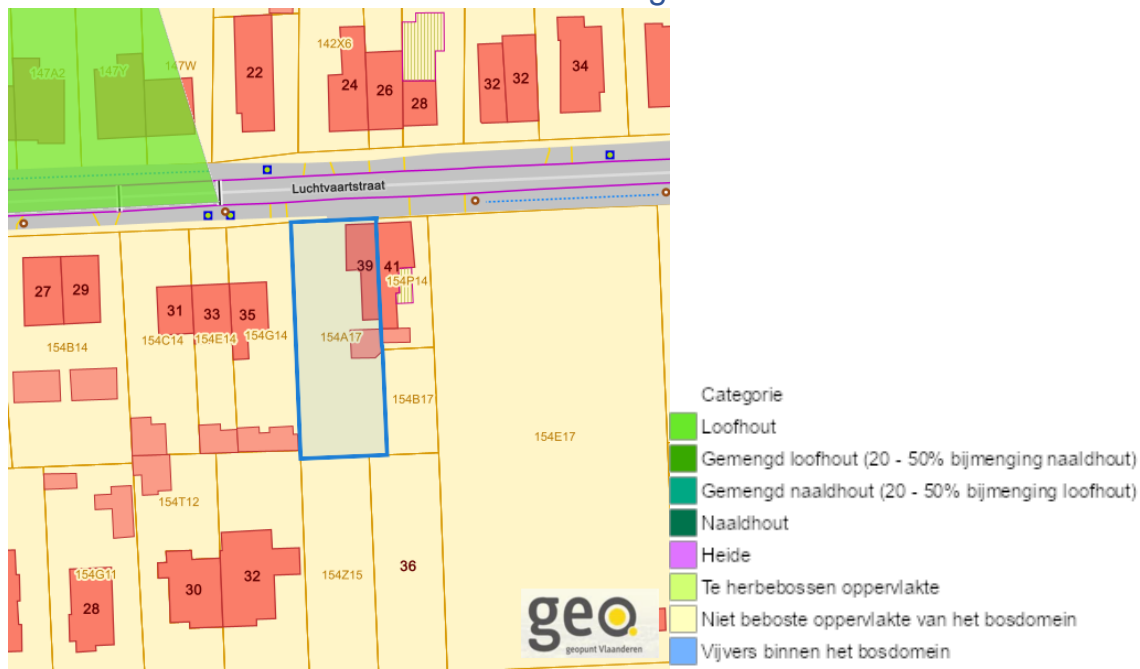 147A2
147Y
147W
22
142X6
24
26
28
32
32
34
Luchtvaartstraat
27
29
154B14
31
33
35
154C14
154E14
154G14
39
41
154P14
154A17
154B17
154E17
154T12
154G11
28
30
32
154Z15
36
geo.
geopunt Vlaanderen
Categorie
Loofhout
Gemengd loofhout (20 - 50% bijmenging naaldhout)
Gemengd naaldhout (20 - 50% bijmenging loofhout)
Naaldhout
Heide
Te herbebossen oppervlakte
Niet beboste oppervlakte van het bosdomein
Vijvers binnen het bosdomein